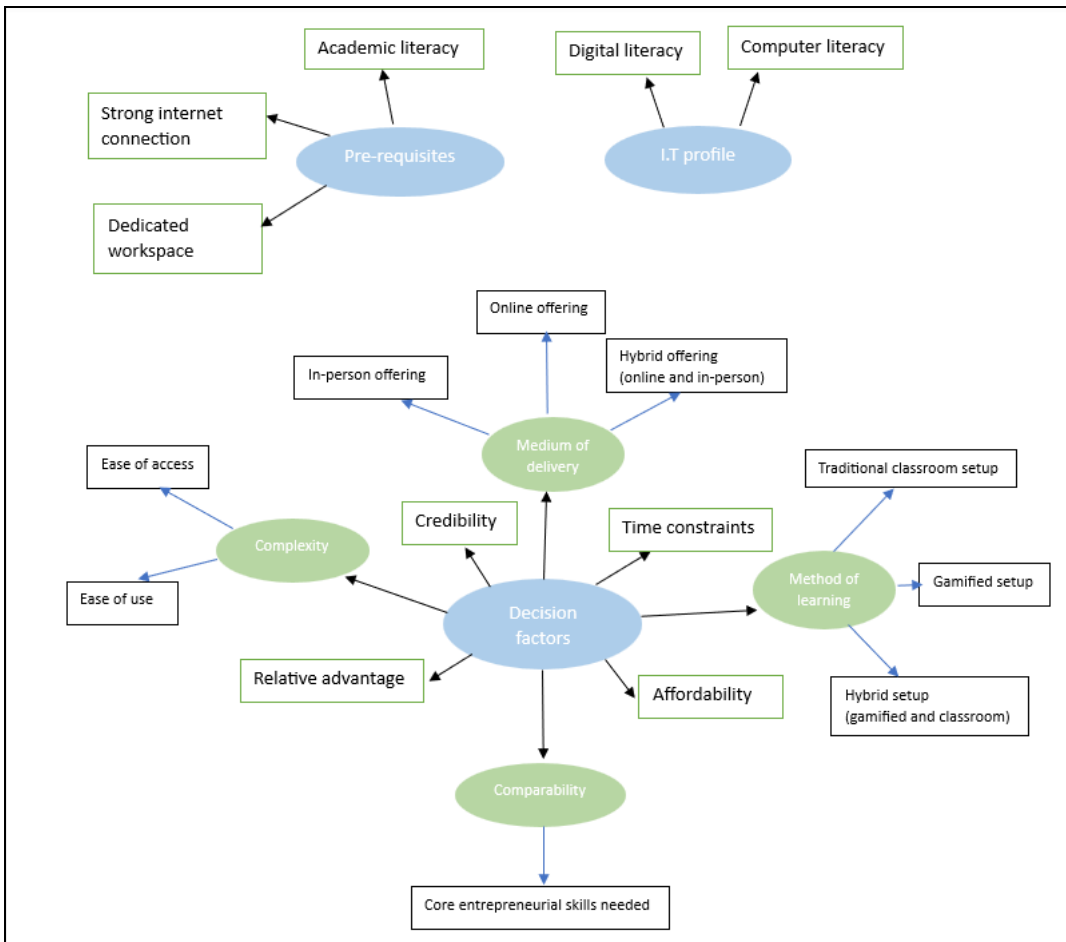 Academic literacy
Digital literacy
Computer literacy
Strong internet
connection
Pre-requisites
I.T profile
Dedicated
workspace
Online offering
In-person offering
Hybrid offering
(online and in-person)
Medium of
delivery
Ease of access
Traditional classroom setup
Credibility
Time constraints
Complexity
Method of
learning
Gamified setup
Ease of use
Decision
factors
Relative advantage
Affordability
Hybrid setup
(gamified and classroom)
Comparability
Core entrepreneurial skills needed